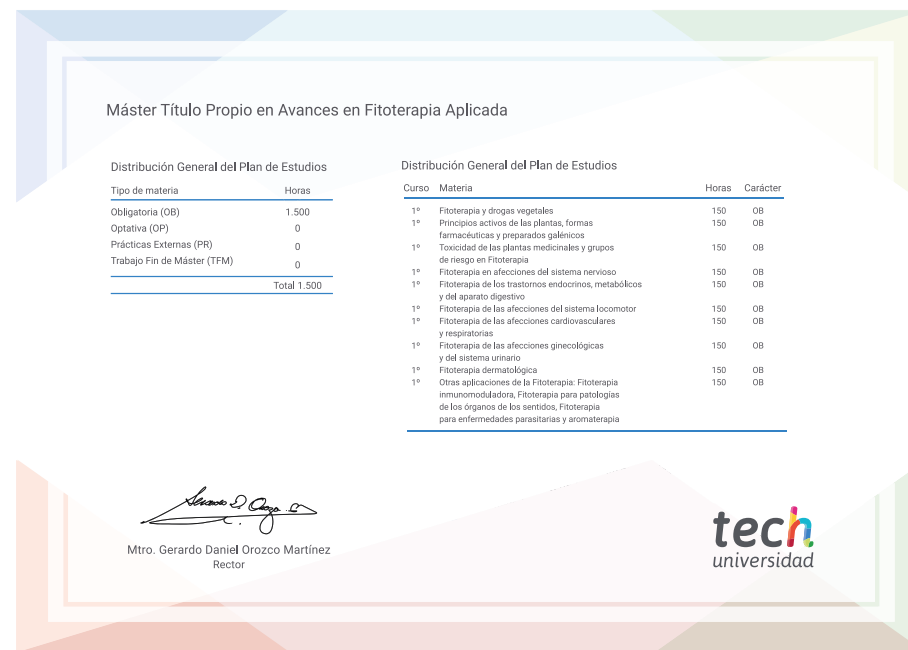 Máster Título Propio en Avances en Fitoterapia Aplicada
Distribución General del Plan de Estudios
Tipo de materia Horas
Obligatoria (OB) 1.500
Optativa (OP) 0
Prácticas Externas (PR) 0
Trabajo Fin de Máster (TFM) 0
Total 1.500
Distribución General del Plan de Estudios
Curso Materia Horas Carácter
1º Fitoterapia y drogas vegetales 150 OB
1º Principios activos de las plantas, formas 150 OB
farmacéuticas y preparados galénicos
1º Toxicidad de las plantas medicinales y grupos 150 OB
de riesgo en Fitoterapia
1º Fitoterapia en afecciones del sistema nervioso 150 OB
1º Fitoterapia de los trastornos endocrinos, metabólicos 150 OB
y del aparato digestivo
1º Fitoterapia de las afecciones del sistema locomotor 150 OB
1º Fitoterapia de las afecciones cardiovasculares 150 OB
y respiratorias
1º Fitoterapia de las afecciones ginecológicas 150 OB
y del sistema urinario
1º Fitoterapia dermatológica 150 OB
1º Otras aplicaciones de la Fitoterapia: Fitoterapia 150 OB
inmunomoduladora, Fitoterapia para patologías
de los órganos de los sentidos, Fitoterapia
para enfermedades parasitarias y aromaterapia
Mtro. Gerardo Daniel Orozco Martínez
Rector
tech
universidad